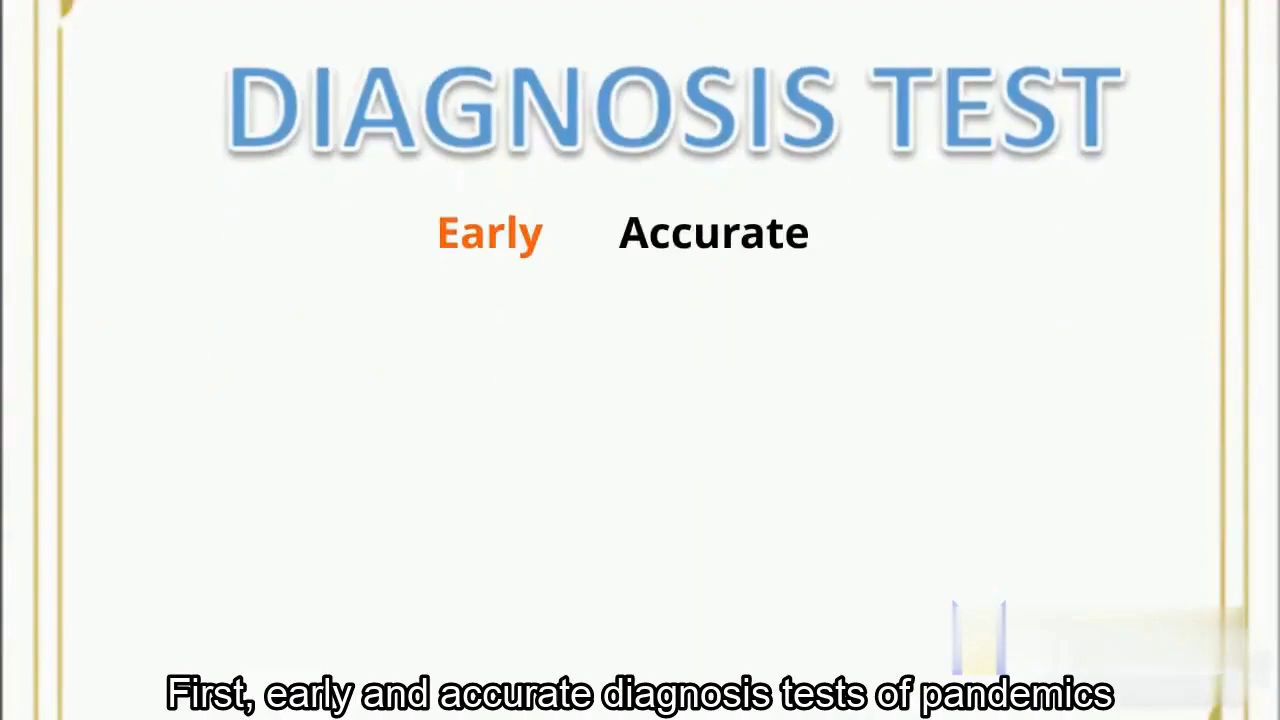 DIAGNOSIS TEST
Early Accurate
First, early and accurate diagnosis tests of pandemics